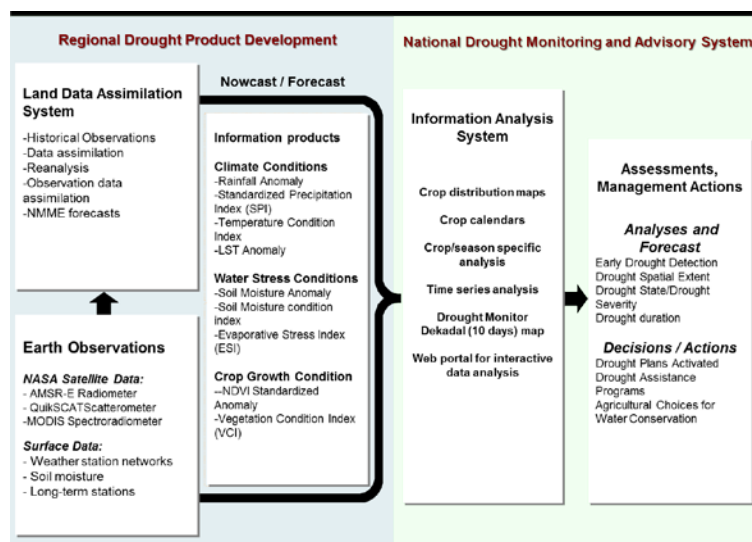 Regional Drought Product Development
National Drought Monitoring and Advisory System
Nowcast / Forecast
Land Data Assimilation
System
-Historical Observations
-Data assimilation
-Reanalysis
-Observation data
assimilation
-NMME forecasts
Earth Observations
NASA Satellite Data:
- AMSR-E Radiometer
- QuikSCATScatterometer
-MODIS Spectroradiometer
Surface Data:
- Weather station networks
- Soil moisture
- Long-term stations
Information products
Climate Conditions
-Rainfall Anomaly
-Standardized Precipitation
Index (SPI)
-Temperature Condition
Index
-LST Anomaly
Water Stress Conditions
-Soil Moisture Anomaly
-Soil Moisture condition
index
-Evaporative Stress Index
(ESI)
Crop Growth Condition
--NDVI Standardized
Anomaly
-Vegetation Condition Index
(VCI)
Information Analysis
System
Crop distribution maps
Crop calendars
Crop/season specific
analysis
Time series analysis
Drought Monitor
Dekadal (10 days) map
Web portal for interactive
data analysis
Assessments,
Management Actions
Analyses and
Forecast
Early Drought Detection
Drought Spatial Extent
Drought State/Drought
Severity
Drought duration
Decisions / Actions
Drought Plans Activated
Drought Assistance
Programs
Agricultural Choices for
Water Conservation